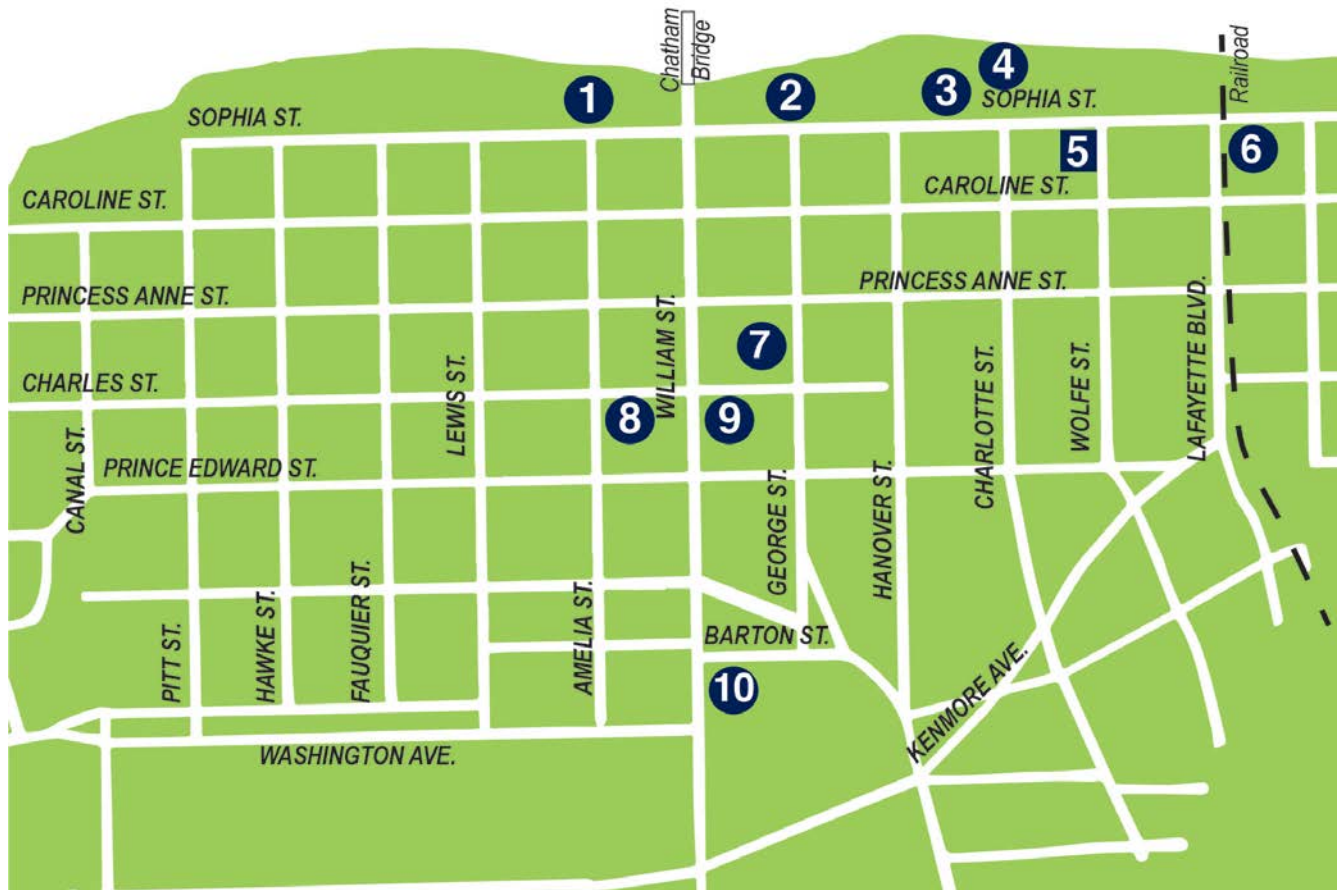 Chatham
Bridge
Railroad
1
2
3
4
SOPHIA ST.
SOPHIA ST.
5
6
CAROLINE ST.
CAROLINE ST.
PRINCESS ANNE ST.
PRINCESS ANNE ST.
7
CHARLES ST.
LEWIS ST.
WILLIAM ST.
CHARLOTTE ST.
WOLFE ST.
LAFAYETTE BLVD.
8
9
CANAL ST.
PRINCE EDWARD ST.
GEORGE ST.
HANOVER ST.
PITT ST.
HAWKE ST.
FAUQUIER ST.
AMELIA ST.
BARTON ST.
10
KENMORE AVE.
WASHINGTON AVE.